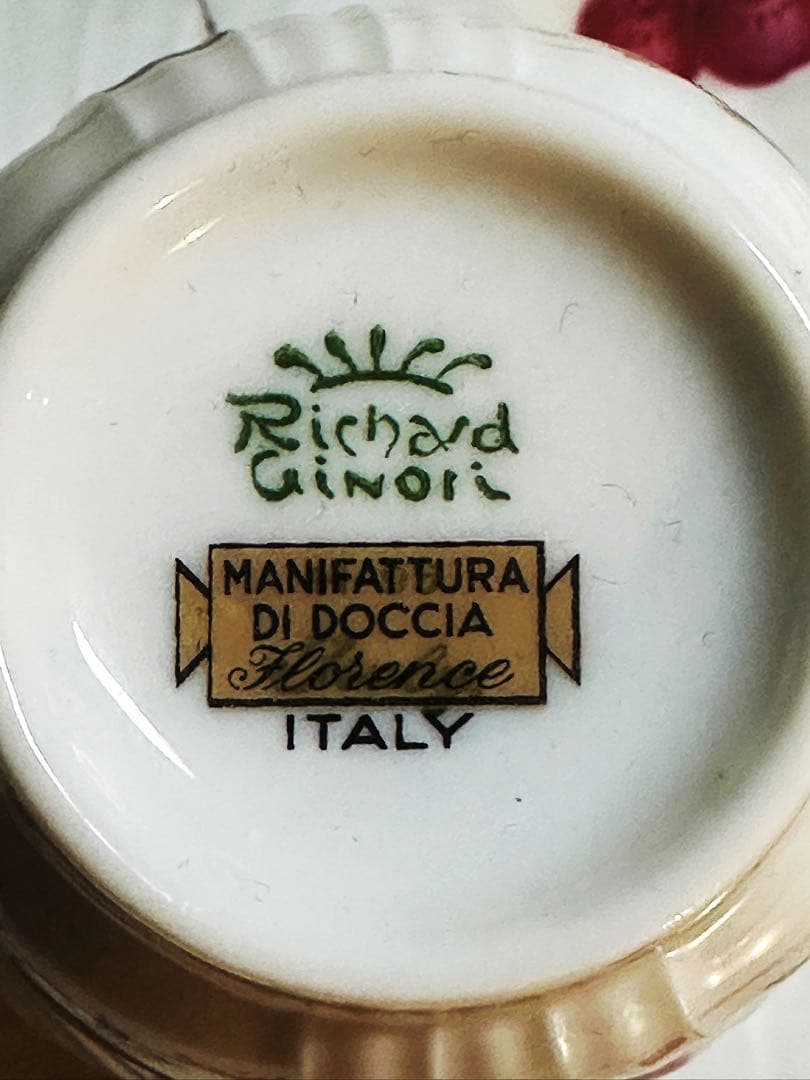 Richard
GiNori
MANIFATTURA
DI DOCCIA
Florence
ITALY